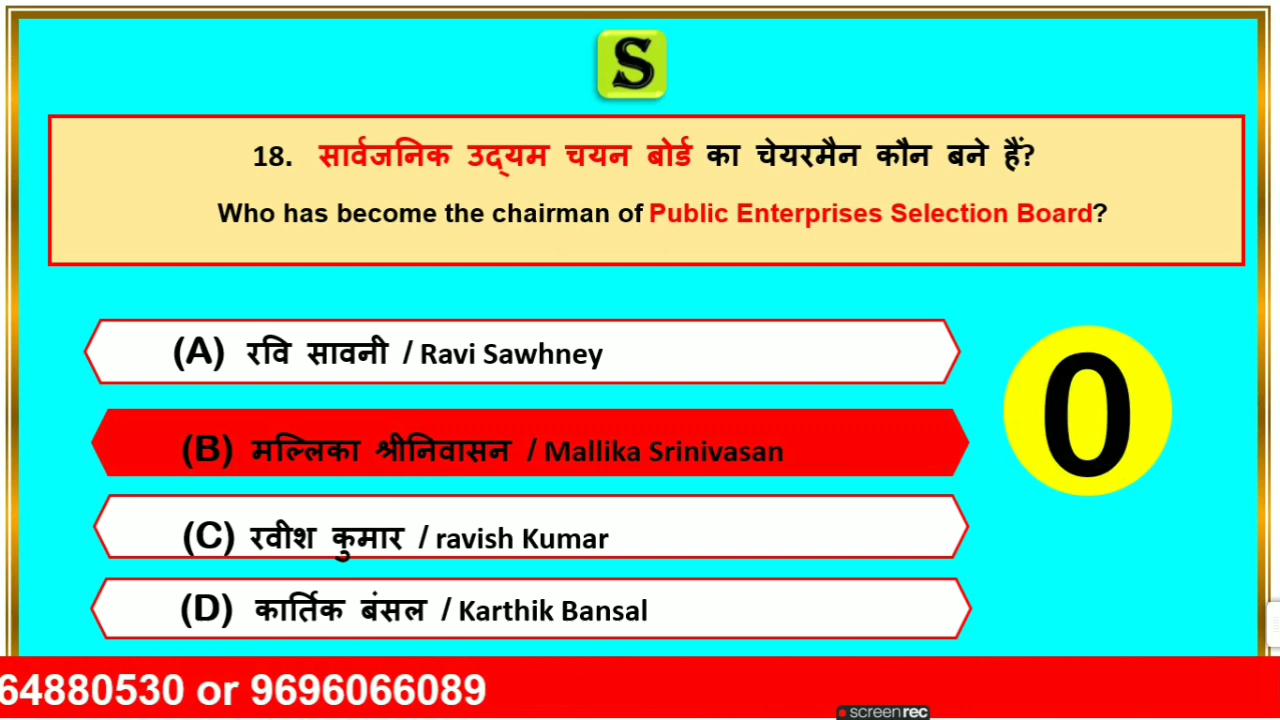 S
18. सार्वजनिक उद्यम चयन बोर्ड का चेयरमैन कौन बने हैं?
Who has become the chairman of Public Enterprises Selection Board?
(A) रवि सावनी / Ravi Sawhney
(B) मल्लिका श्रीनिवासन / Mallika Srinivasan
(C) रवीश कुमार / ravish Kumar
(D) कार्तिक बंसल / Karthik Bansal
0
64880530 or 9696066089
screenrec